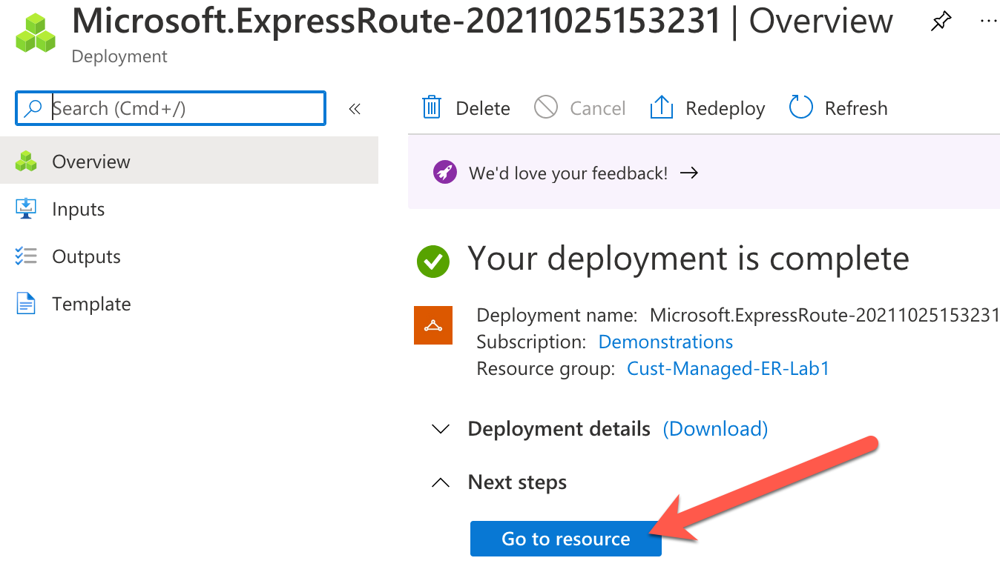 Microsoft.ExpressRoute-20211025153231 | Overview
Deployment
Search (Cmd+/)
Overview
Inputs
Outputs
Template
Delete
Cancel
Redeploy
Refresh
We'd love your feedback!
Your deployment is complete
Deployment name: Microsoft.ExpressRoute-20211025153231
Subscription: Demonstrations
Resource group: Cust-Managed-ER-Lab1
Deployment details (Download)
Next steps
Go to resource